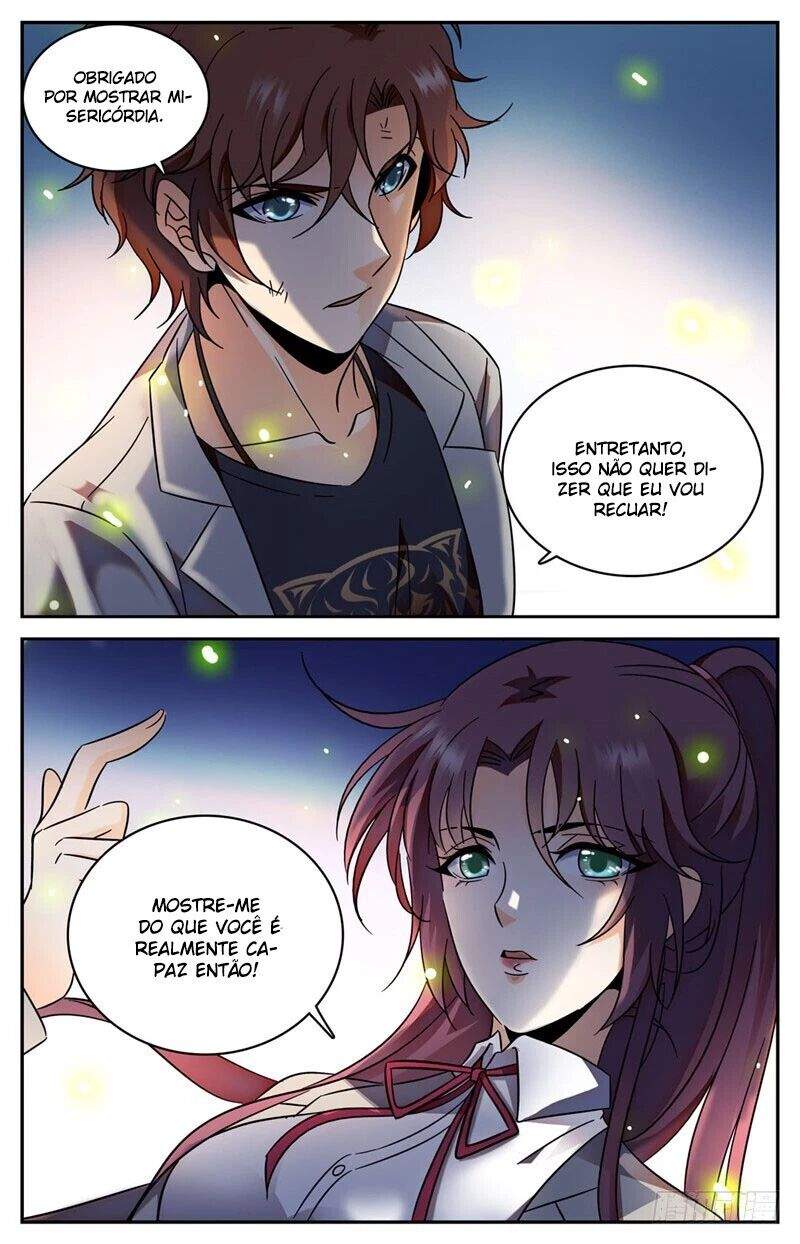 OBRIGADO
POR MOSTRAR MI-
SERICÓRDIA.
ENTRETANTO,
ISSO NÃO QUER DI-
ZER QUE EU VOU
RECUAR!
MOSTRE-ME
DO QUE VOCÊ É
REALMENTE CA-
PAZ ENTÃO!